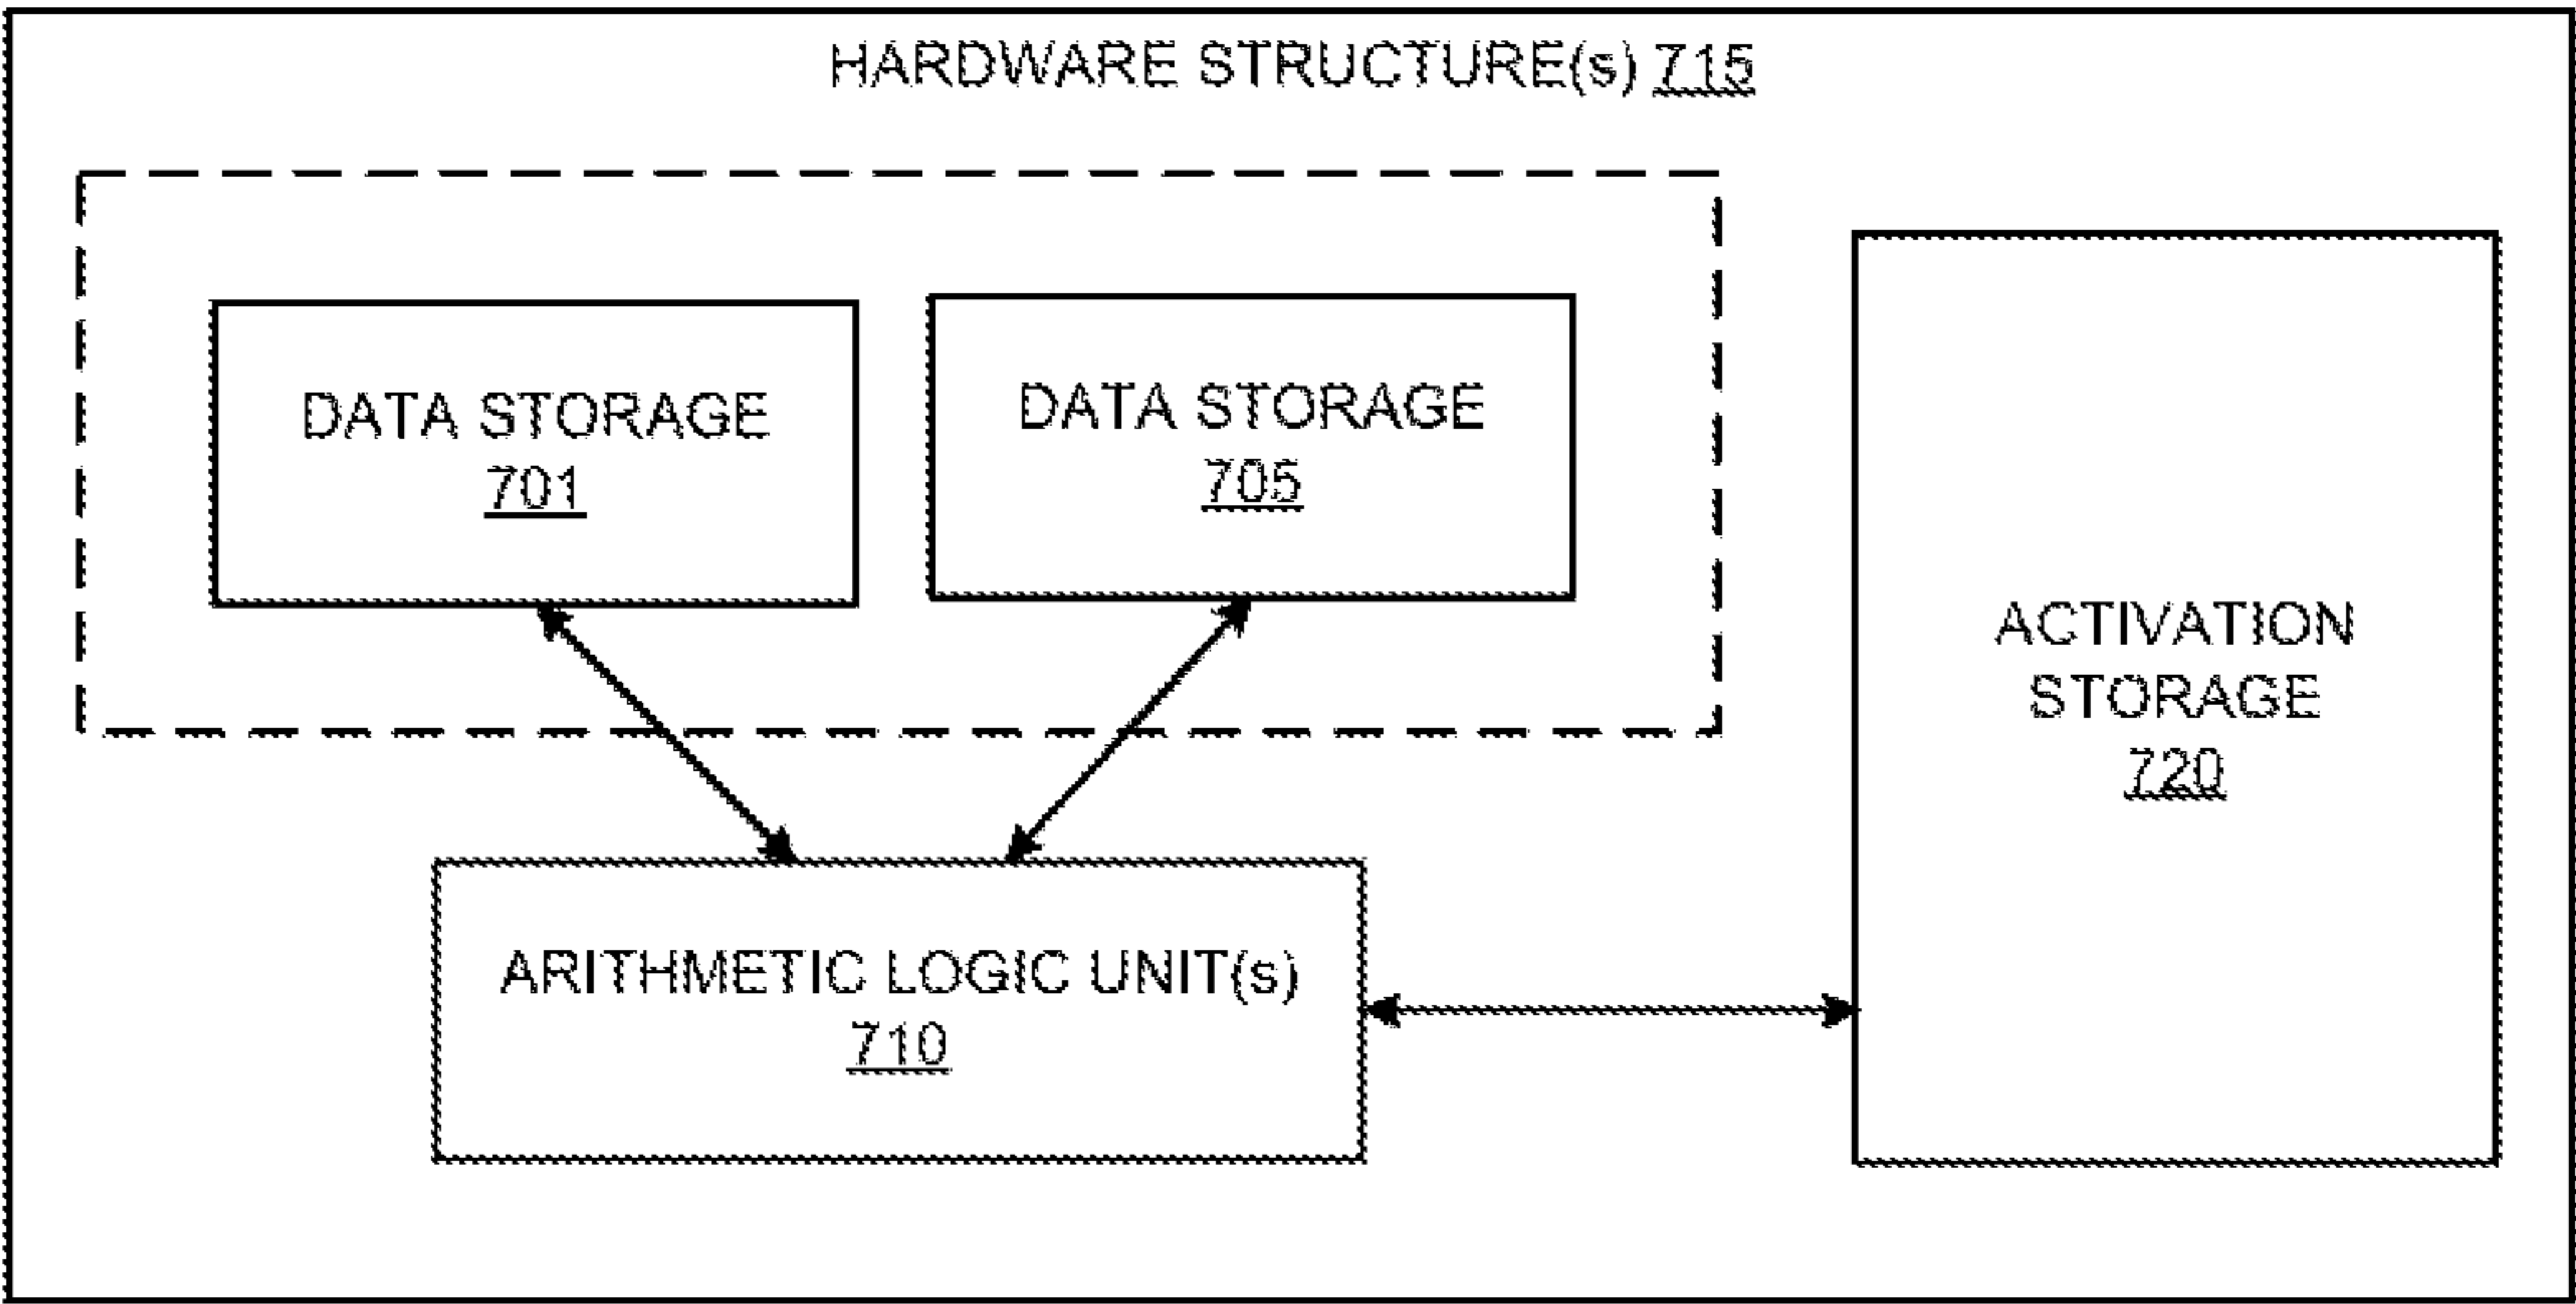 HARDWARE STRUCTURE(s) 715
DATA STORAGE
701
DATA STORAGE
705
ACTIVATION
STORAGE
720
ARITHMETIC LOGIC UNIT(s)
710